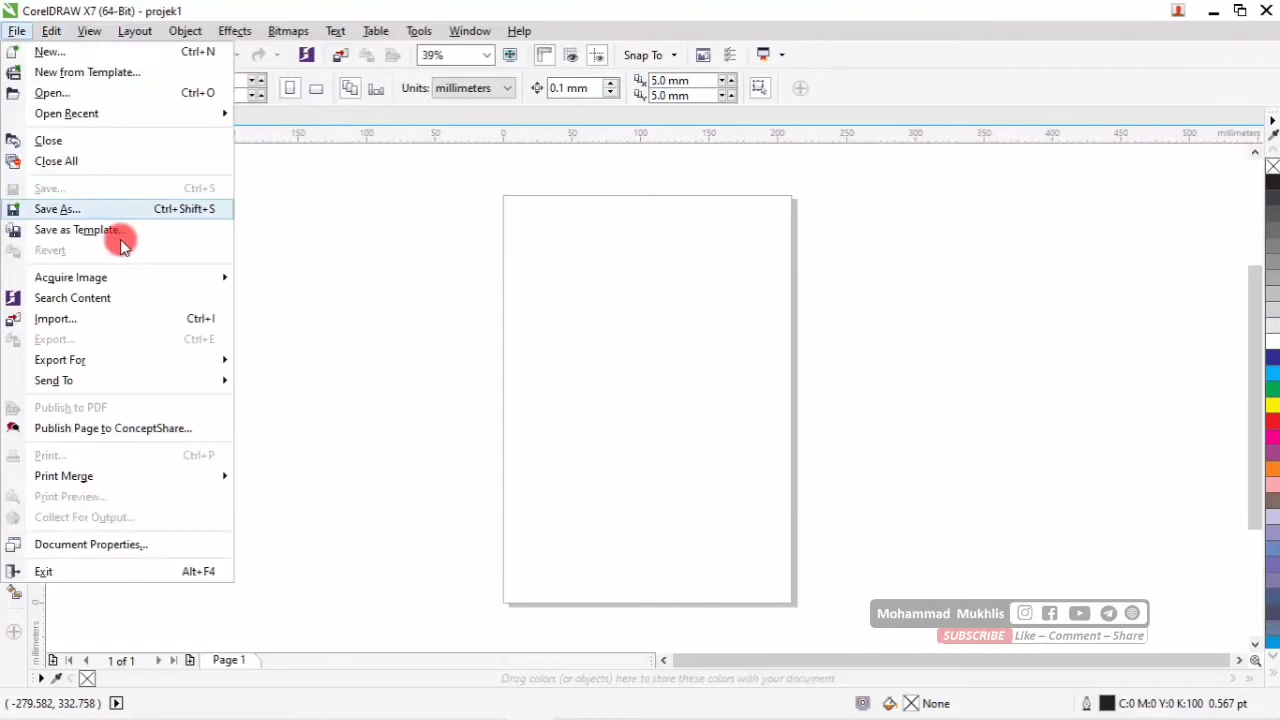 CorelDRAW X7 (64-Bit) - projek1
File Edit View Layout Object Effects Bitmaps Text Table Tools Window Help
New... Ctrl+N
New from Template...
Open... Ctrl+O
Open Recent
Close
Close All
Save... Ctrl+S
Save As... Ctrl+Shift+S
Save as Template...
Revert
Acquire Image
Search Content
Import... Ctrl+I
Export... Ctrl+E
Export For
Send To
Publish to PDF
Publish Page to ConceptShare...
Print... Ctrl+P
Print Merge
Print Preview...
Collect For Output...
Document Properties...
Exit Alt+F4
39% Snap To
Units: millimeters 0.1 mm 5.0 mm
5.0 mm
150 100 50 0 50 100 150 200 250 300 350 400 450 500 millimeters
millimeters
Mohammad Mukhlis
SUBSCRIBE Like – Comment – Share
1 of 1 Page 1
Drag colors (or objects) here to store these colors with your document
( -279.582, 332.758 ) None C:0 M:0 Y:0 K:100 0.567 pt